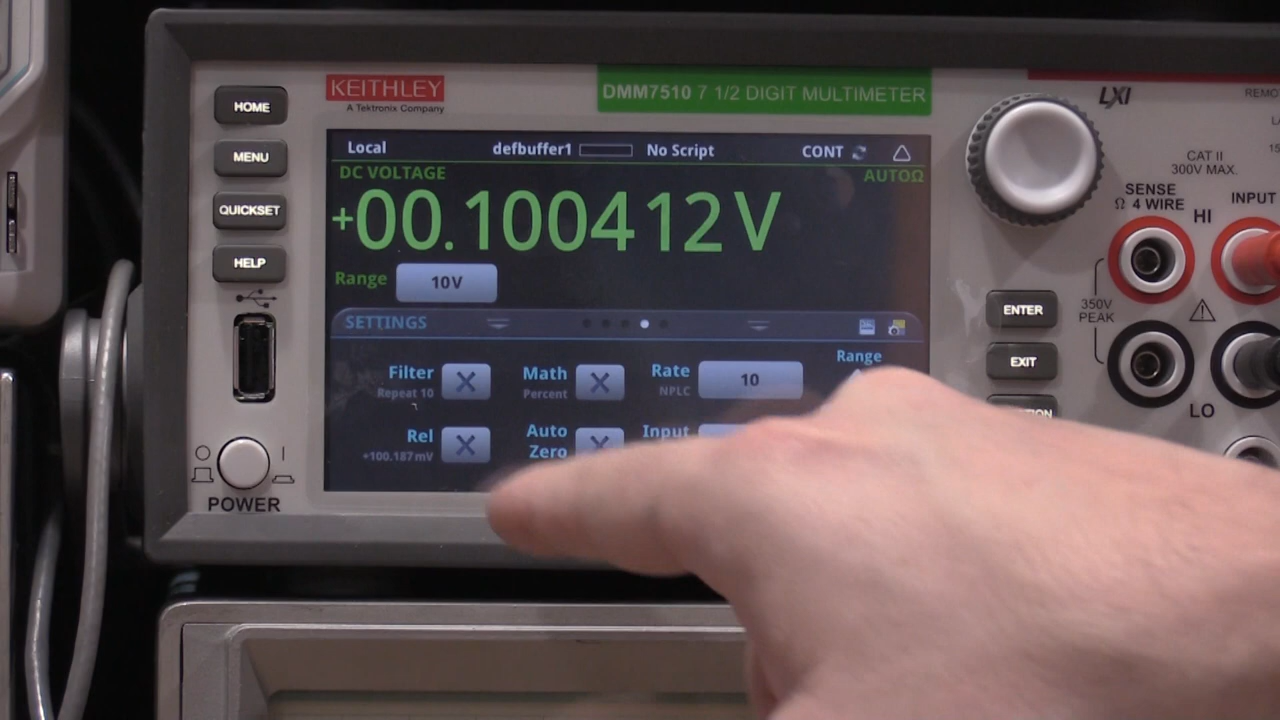 HOME
MENU
QUICKSET
HELP
POWER
KEITHLEY
A Tektronix Company
DMM7510 7 1/2 DIGIT MULTIMETER
Local defbuffer1 No Script CONT
DC VOLTAGE AUTOΩ
+00.100412 V
Range 10V
SETTINGS
Filter Math Rate 10 Range
Repeat 10 Percent NPLC
Rel Auto Zero Input
+100.187mV
LXI
CAT II
300V MAX.
SENSE INPUT
Ω 4 WIRE
HI
350V
PEAK
LO
ENTER
EXIT